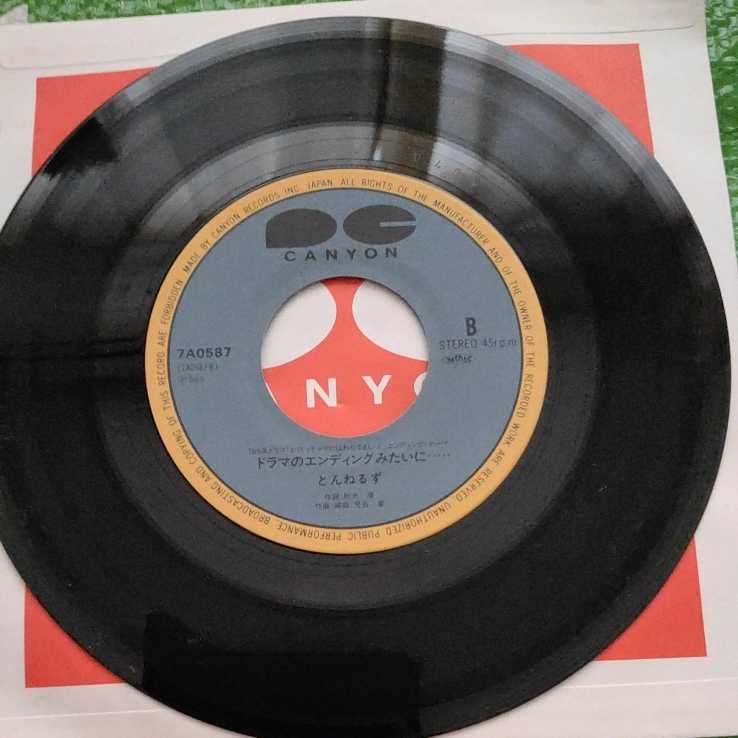 MADE BY CANYON RECORDS INC. JAPAN. ALL RIGHTS OF THE MANUFACTURER AND OF THE OWNER OF THE RECORDED WORK ARE RESERVED UNAUTHORIZED PUBLIC PERFORMANCE BROADCASTING AND COPYING OF THIS RECORD ARE FORBIDDEN
CANYON
7A0587
B
STEREO 45r.p.m
NYO
ドラマのエンディングみたいに……
とんねるず